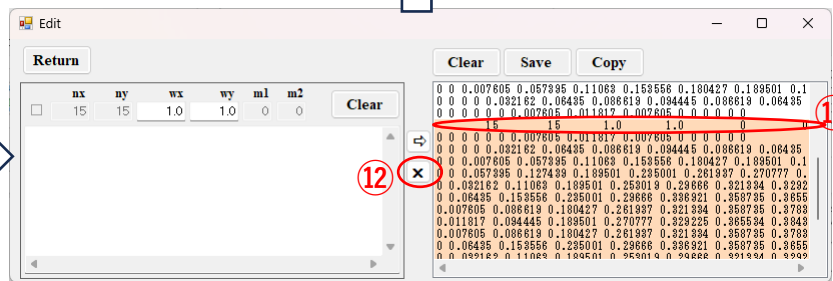 Edit
Return
Clear Save Copy
nx ny wx wy m1 m2
15 15 1.0 1.0 0 0 Clear
⑫
0 0 0.007605 0.057395 0.11063 0.153556 0.180427 0.189501 0.1
0 0 0 0.032162 0.06435 0.086619 0.094445 0.086619 0.06435
0 0 0 0 0 0.007605 0.011817 0.007605 0 0 0 0 0
15 15 1.0 1.0 0 0
0 0 0 0 0 0.007605 0.011817 0.007605 0 0 0 0 0
0 0 0 0.032162 0.06435 0.086619 0.094445 0.086619 0.06435
0 0 0.007605 0.057395 0.11063 0.153556 0.180427 0.189501 0.1
0 0 0.057395 0.127439 0.189501 0.235001 0.261937 0.270777 0.
0 0.032162 0.11063 0.189501 0.253019 0.29666 0.321334 0.3292
0 0.06435 0.153556 0.235001 0.29666 0.336921 0.358735 0.3655
0.007605 0.086619 0.180427 0.261937 0.321334 0.358735 0.3783
0.011817 0.094445 0.189501 0.270777 0.329225 0.365534 0.3843
0.007605 0.086619 0.180427 0.261937 0.321334 0.358735 0.3783
0 0.06435 0.153556 0.235001 0.29666 0.336921 0.358735 0.3655
0 0.032162 0.11063 0.189501 0.253019 0.29666 0.321334 0.3292